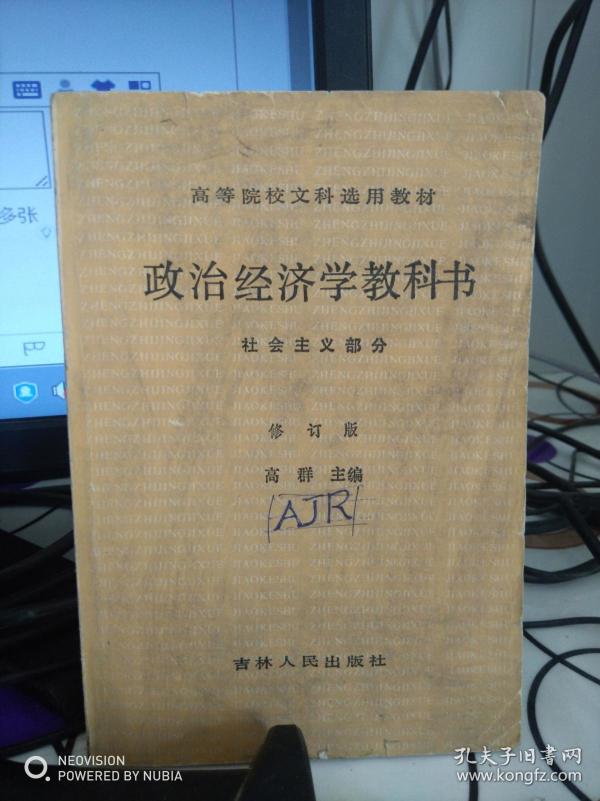 高等院校文科选用教材
政治经济学教科书
社会主义部分
修订版
高群 主编
AJR
吉林人民出版社
多张
NEOVISION
POWERED BY NUBIA
孔夫子旧书网
www.kongfz.com